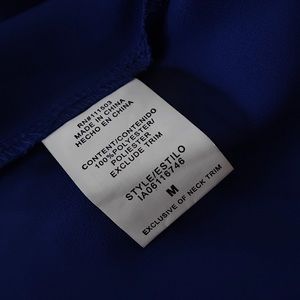 RN#111503
MADE IN CHINA
HECHO EN CHINA
CONTENT/CONTENIDO
100%POLYESTER/
POLIESTER
EXCLUDE TRIM
STYLE/ESTILO
IA06116746
M
EXCLUSIVE OF NECK TRIM